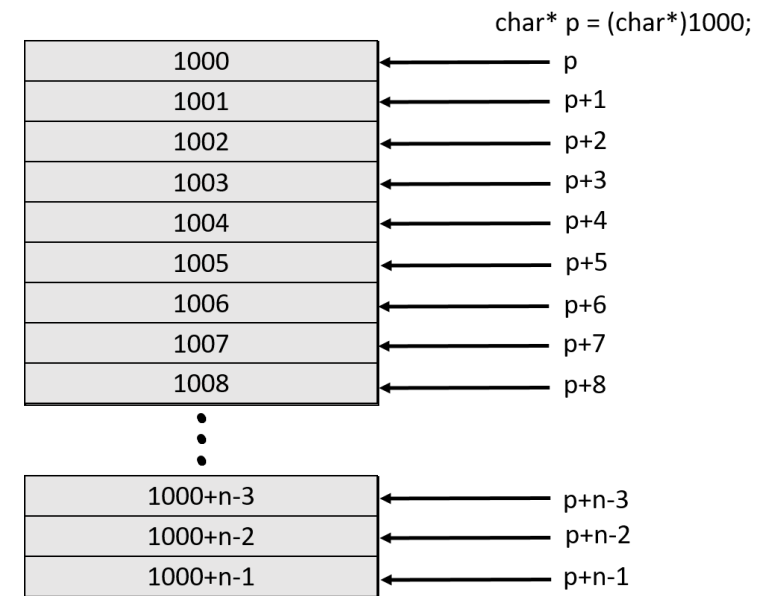 char* p = (char*)1000;
1000 p
1001 p+1
1002 p+2
1003 p+3
1004 p+4
1005 p+5
1006 p+6
1007 p+7
1008 p+8
1000+n-3 p+n-3
1000+n-2 p+n-2
1000+n-1 p+n-1